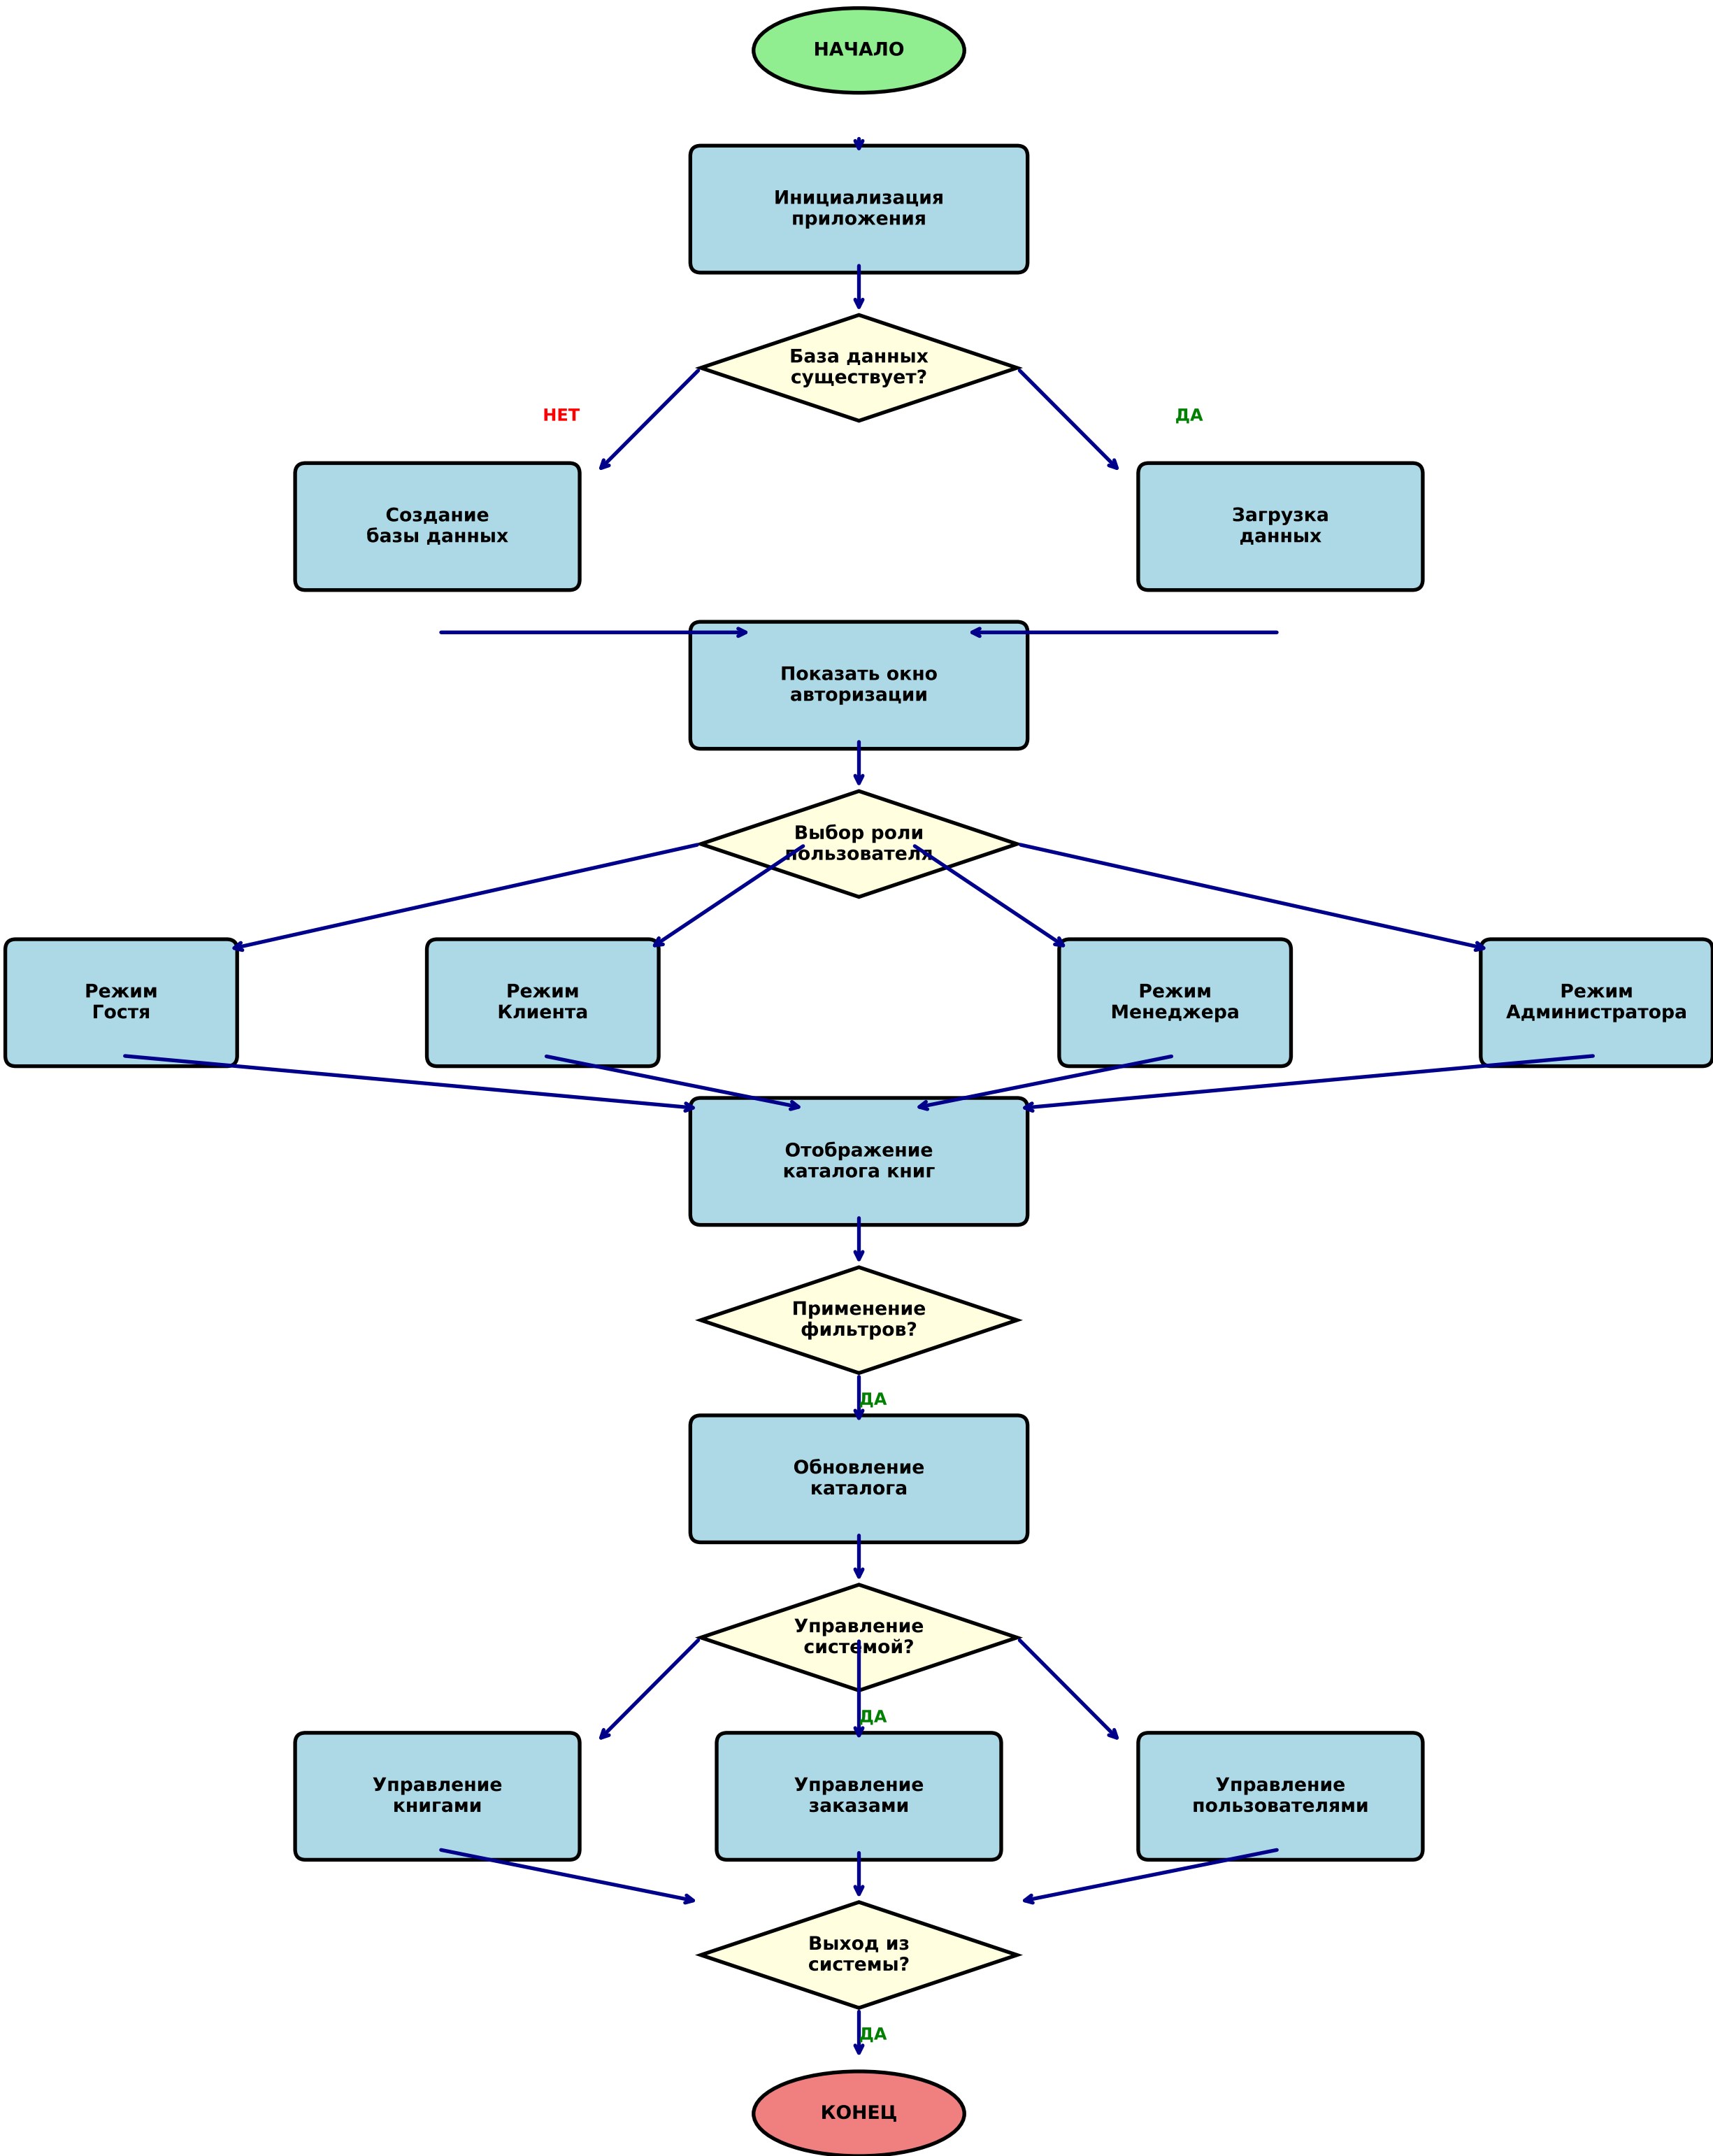 НАЧАЛО
Инициализация
приложения
База данных
существует?
НЕТ
ДА
Создание
базы данных
Загрузка
данных
Показать окно
авторизации
Выбор роли
пользователя
Режим
Гостя
Режим
Клиента
Режим
Менеджера
Режим
Администратора
Отображение
каталога книг
Применение
фильтров?
ДА
Обновление
каталога
Управление
системой?
ДА
Управление
книгами
Управление
заказами
Управление
пользователями
Выход из
системы?
ДА
КОНЕЦ